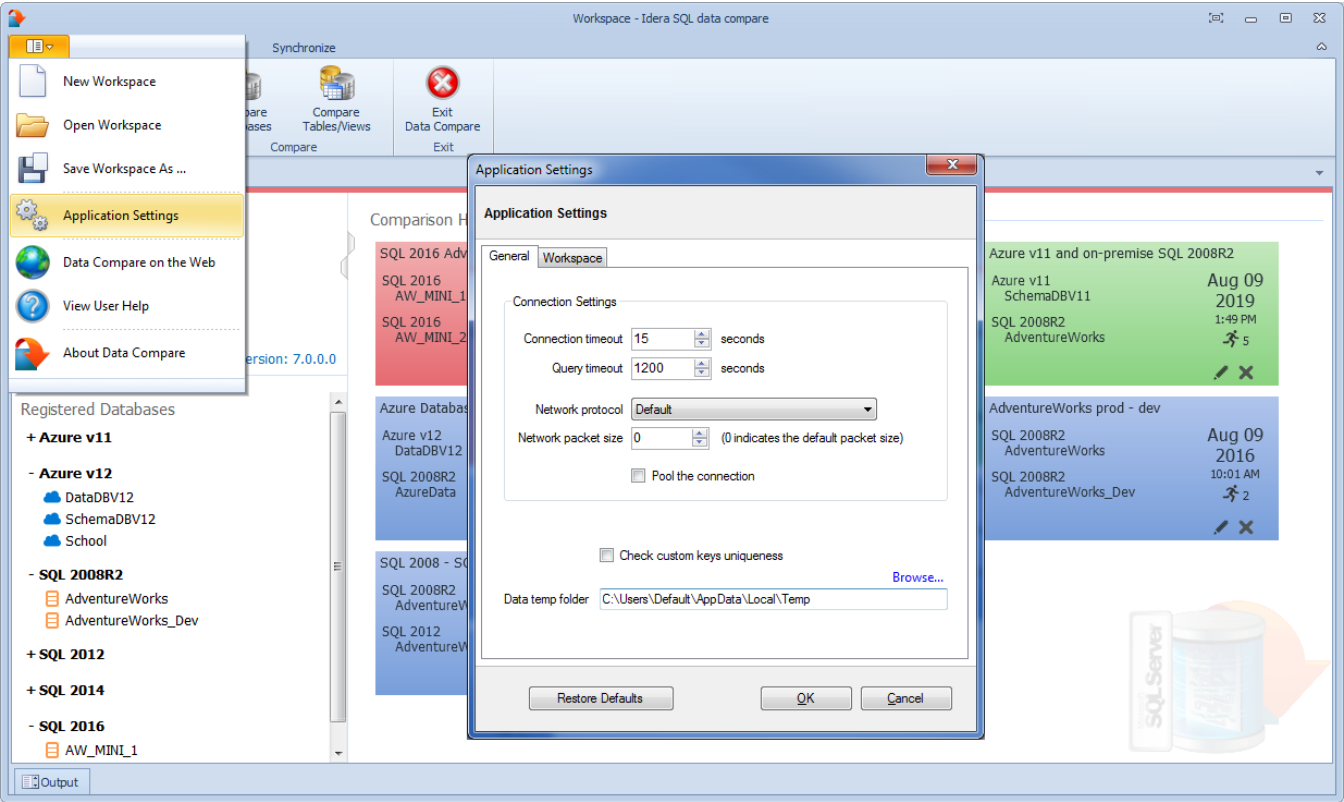 Workspace - Idera SQL data compare
Synchronize
New Workspace
Open Workspace
Save Workspace As ...
Application Settings
Data Compare on the Web
View User Help
About Data Compare
Compare
Tables/Views
Compare
Exit
Data Compare
Exit
ersion: 7.0.0.0
Registered Databases
+ Azure v11
- Azure v12
DataDBV12
SchemaDBV12
School
- SQL 2008R2
AdventureWorks
AdventureWorks_Dev
+ SQL 2012
+ SQL 2014
- SQL 2016
AW_MINI_1
Comparison H
SQL 2016 Adv
SQL 2016
AW_MINI_1
SQL 2016
AW_MINI_2
Azure Databas
Azure v12
DataDBV12
SQL 2008R2
AzureData
SQL 2008 - SQ
SQL 2008R2
AdventureW
SQL 2012
AdventureW
Application Settings
Application Settings
General
Workspace
Connection Settings
Connection timeout 15 seconds
Query timeout 1200 seconds
Network protocol Default
Network packet size 0 (0 indicates the default packet size)
Pool the connection
Check custom keys uniqueness
Browse...
Data temp folder C:\Users\Default\AppData\Local\Temp
Restore Defaults
OK
Cancel
Azure v11 and on-premise SQL 2008R2
Azure v11
SchemaDBV11
SQL 2008R2
AdventureWorks
Aug 09
2019
1:49 PM
5
AdventureWorks prod - dev
SQL 2008R2
AdventureWorks
SQL 2008R2
AdventureWorks_Dev
Aug 09
2016
10:01 AM
2
SQL Server
Output